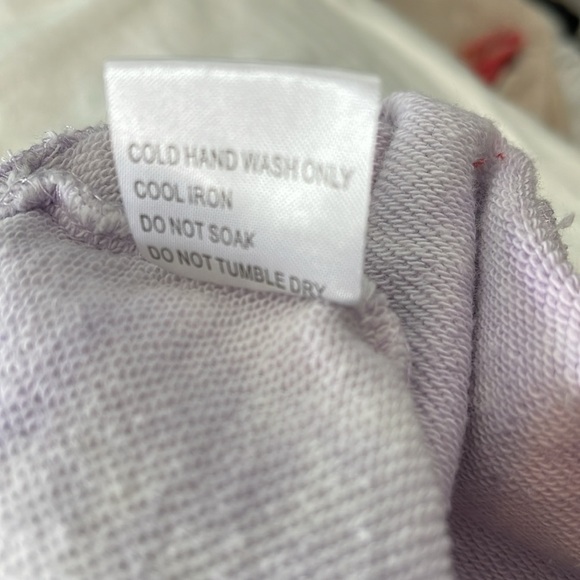 COLD HAND WASH ONLY
COOL IRON
DO NOT SOAK
DO NOT TUMBLE DRY